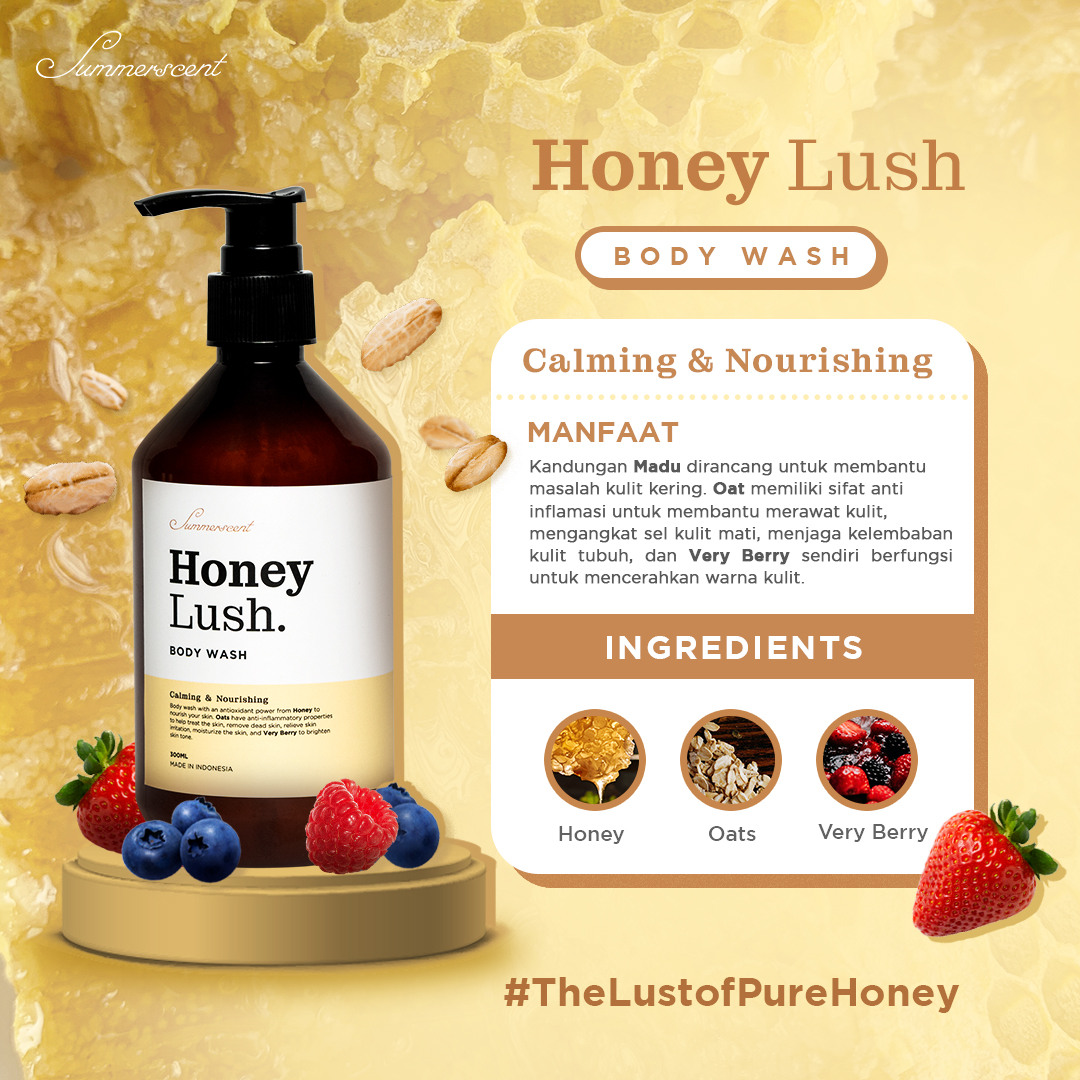 Summerscent
Honey Lush
BODY WASH
Calming & Nourishing
MANFAAT
Kandungan Madu dirancang untuk membantu
masalah kulit kering. Oat memiliki sifat anti
inflamasi untuk membantu merawat kulit,
mengangkat sel kulit mati, menjaga kelembaban
kulit tubuh, dan Very Berry sendiri berfungsi
untuk mencerahkan warna kulit.
INGREDIENTS
Honey
Oats
Very Berry
#TheLustofPureHoney
Summerscent
Honey
Lush.
BODY WASH
Calming & Nourishing
Body wash with an antioxidant power from Honey to
nourish your skin. Oats have anti-inflammatory properties
to help treat the skin, remove dead skin, relieve skin
irritation, moisturize the skin, and Very Berry to brighten
skin tone.
300ML
MADE IN INDONESIA